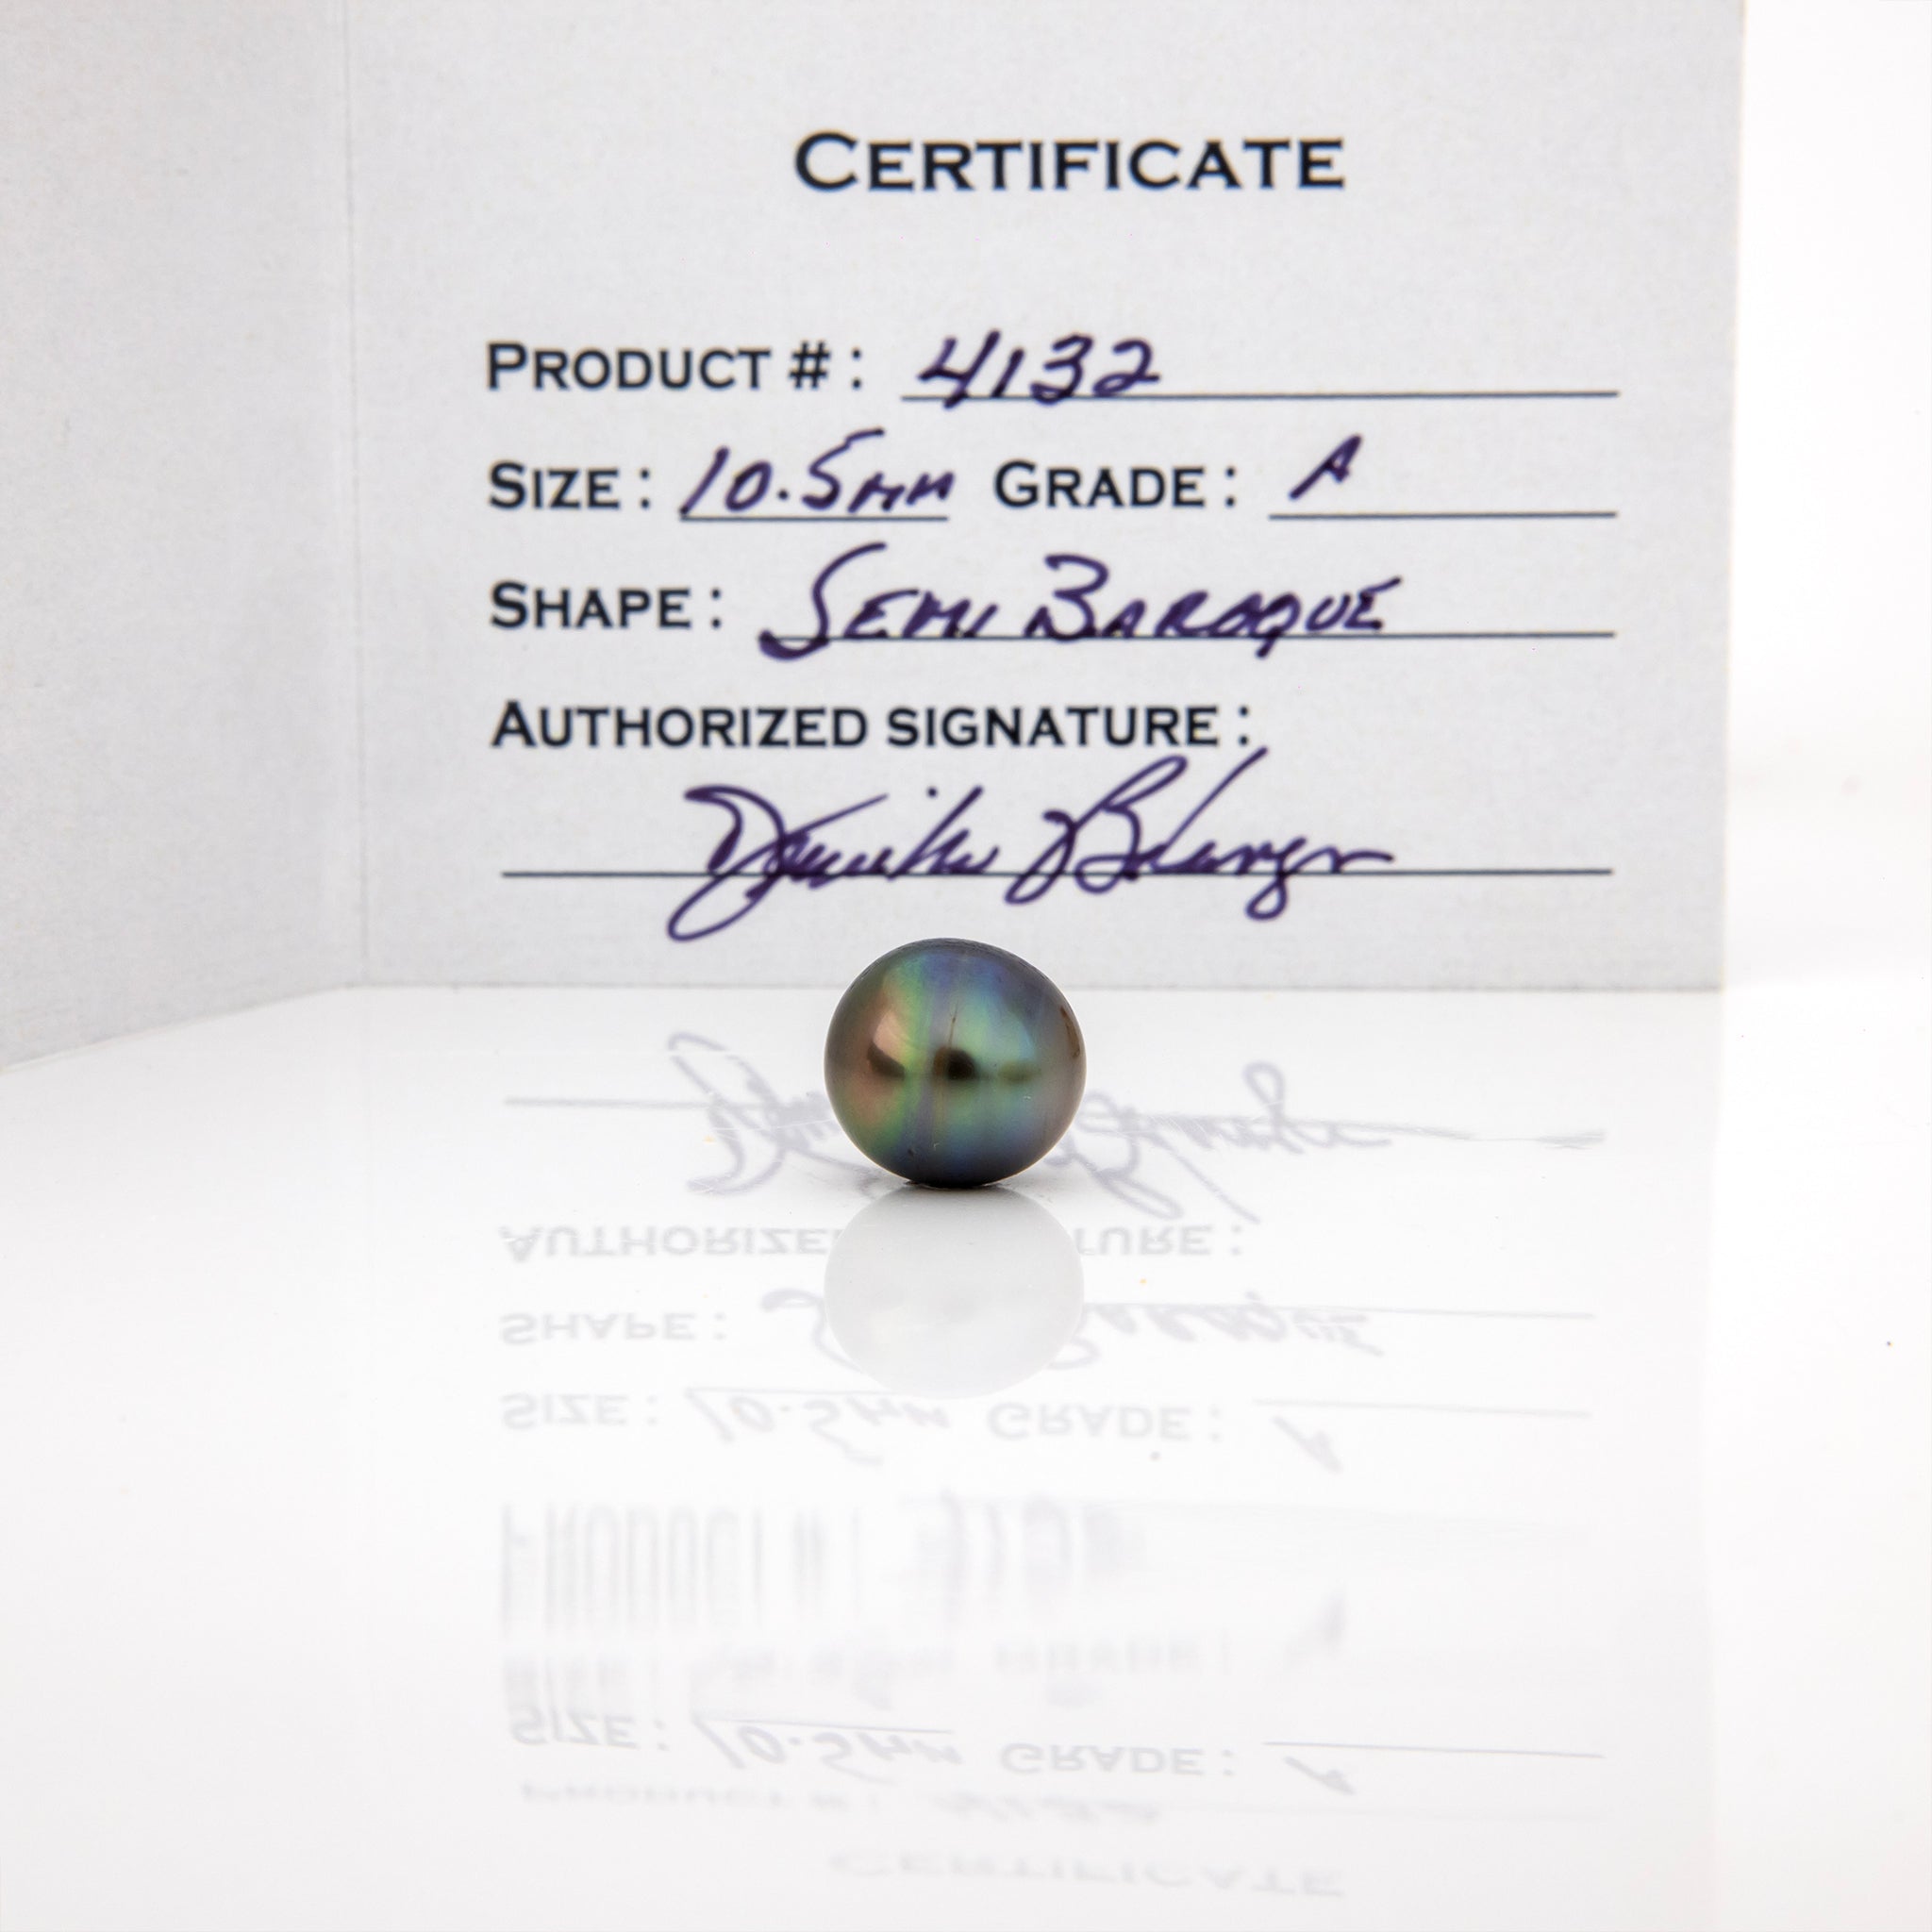 CERTIFICATE
PRODUCT #: 4132
SIZE: 10.5mm GRADE: A
SHAPE: SEMI BAROQUE
AUTHORIZED SIGNATURE: